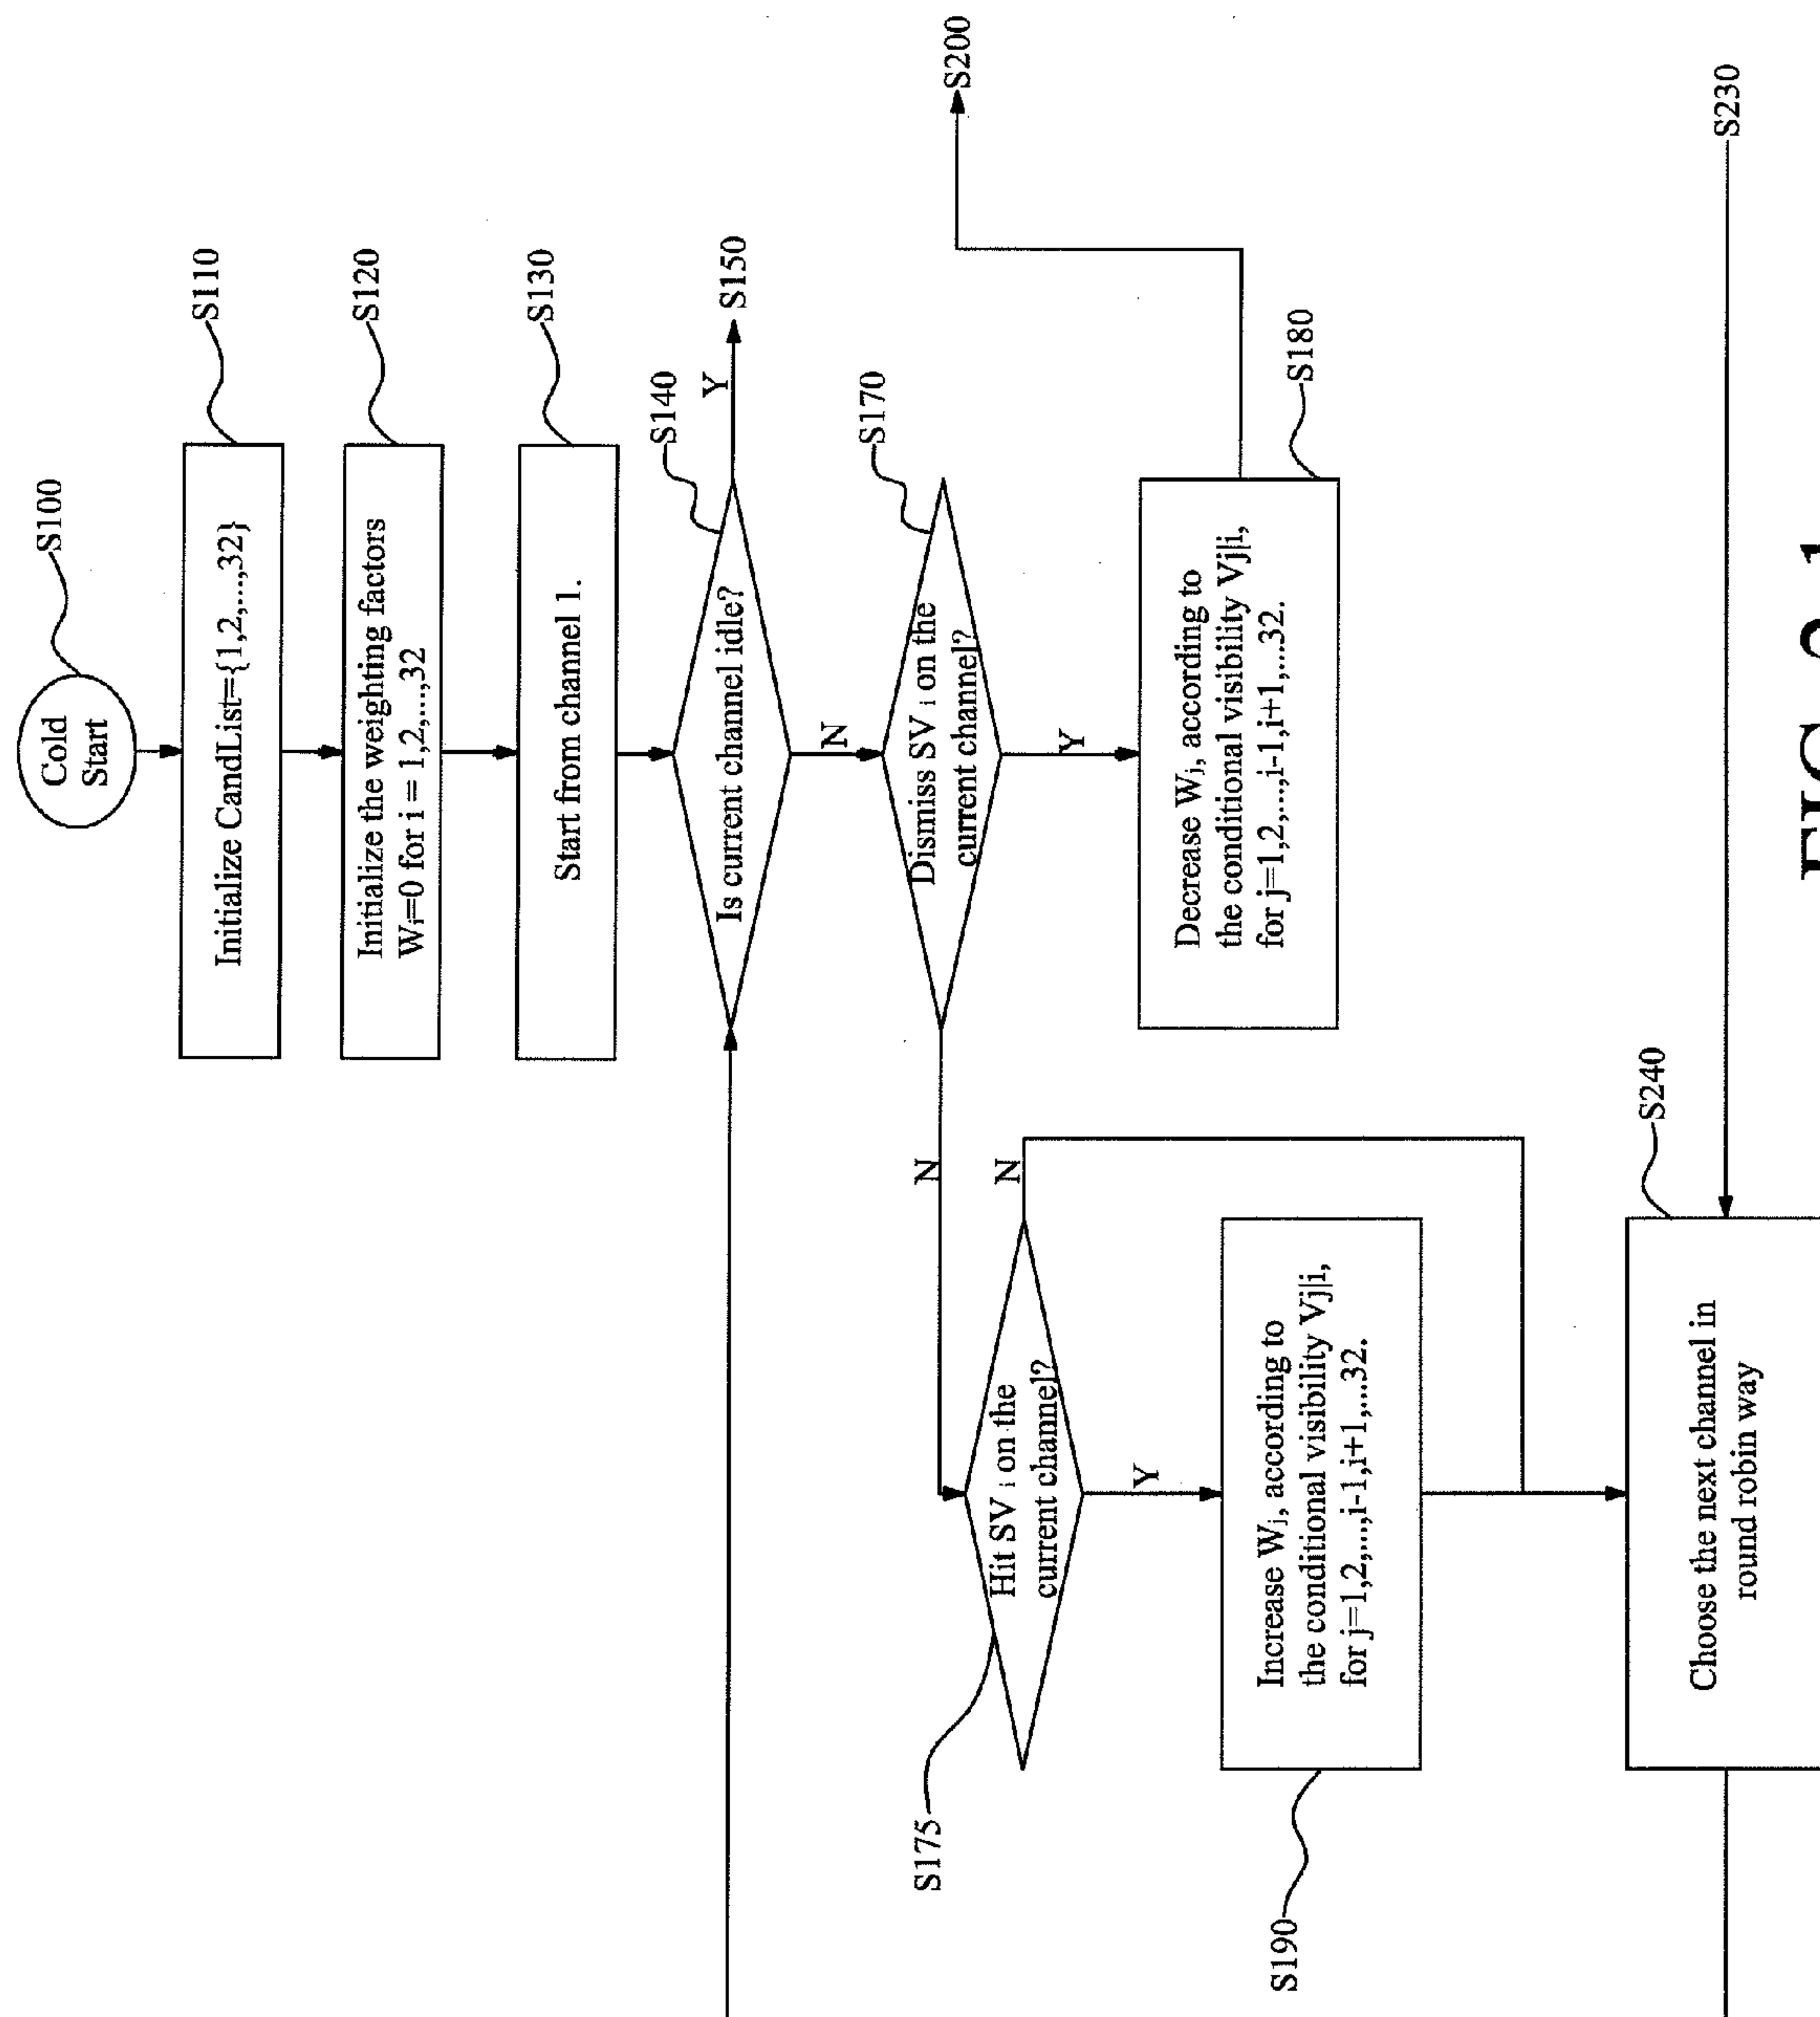 Cold
Start
S100
Initialize CandList={1,2,...,32}
S110
Initialize the weighting factors
Wi=0 for i = 1,2,...,32
S120
Start from channel 1.
S130
Is current channel idle?
S140
Y
S150
N
Dismiss SV i on the
current channel?
S170
Y
N
Decrease Wj, according to
the conditional visibility Vj|i,
for j=1,2,...,i-1,i+1,...32.
S180
S200
Hit SV i on the
current channel?
S175
N
Y
Increase Wj, according to
the conditional visibility Vj|i,
for j=1,2,...,i-1,i+1,...32.
S190
Choose the next channel in
round robin way
S240
S230